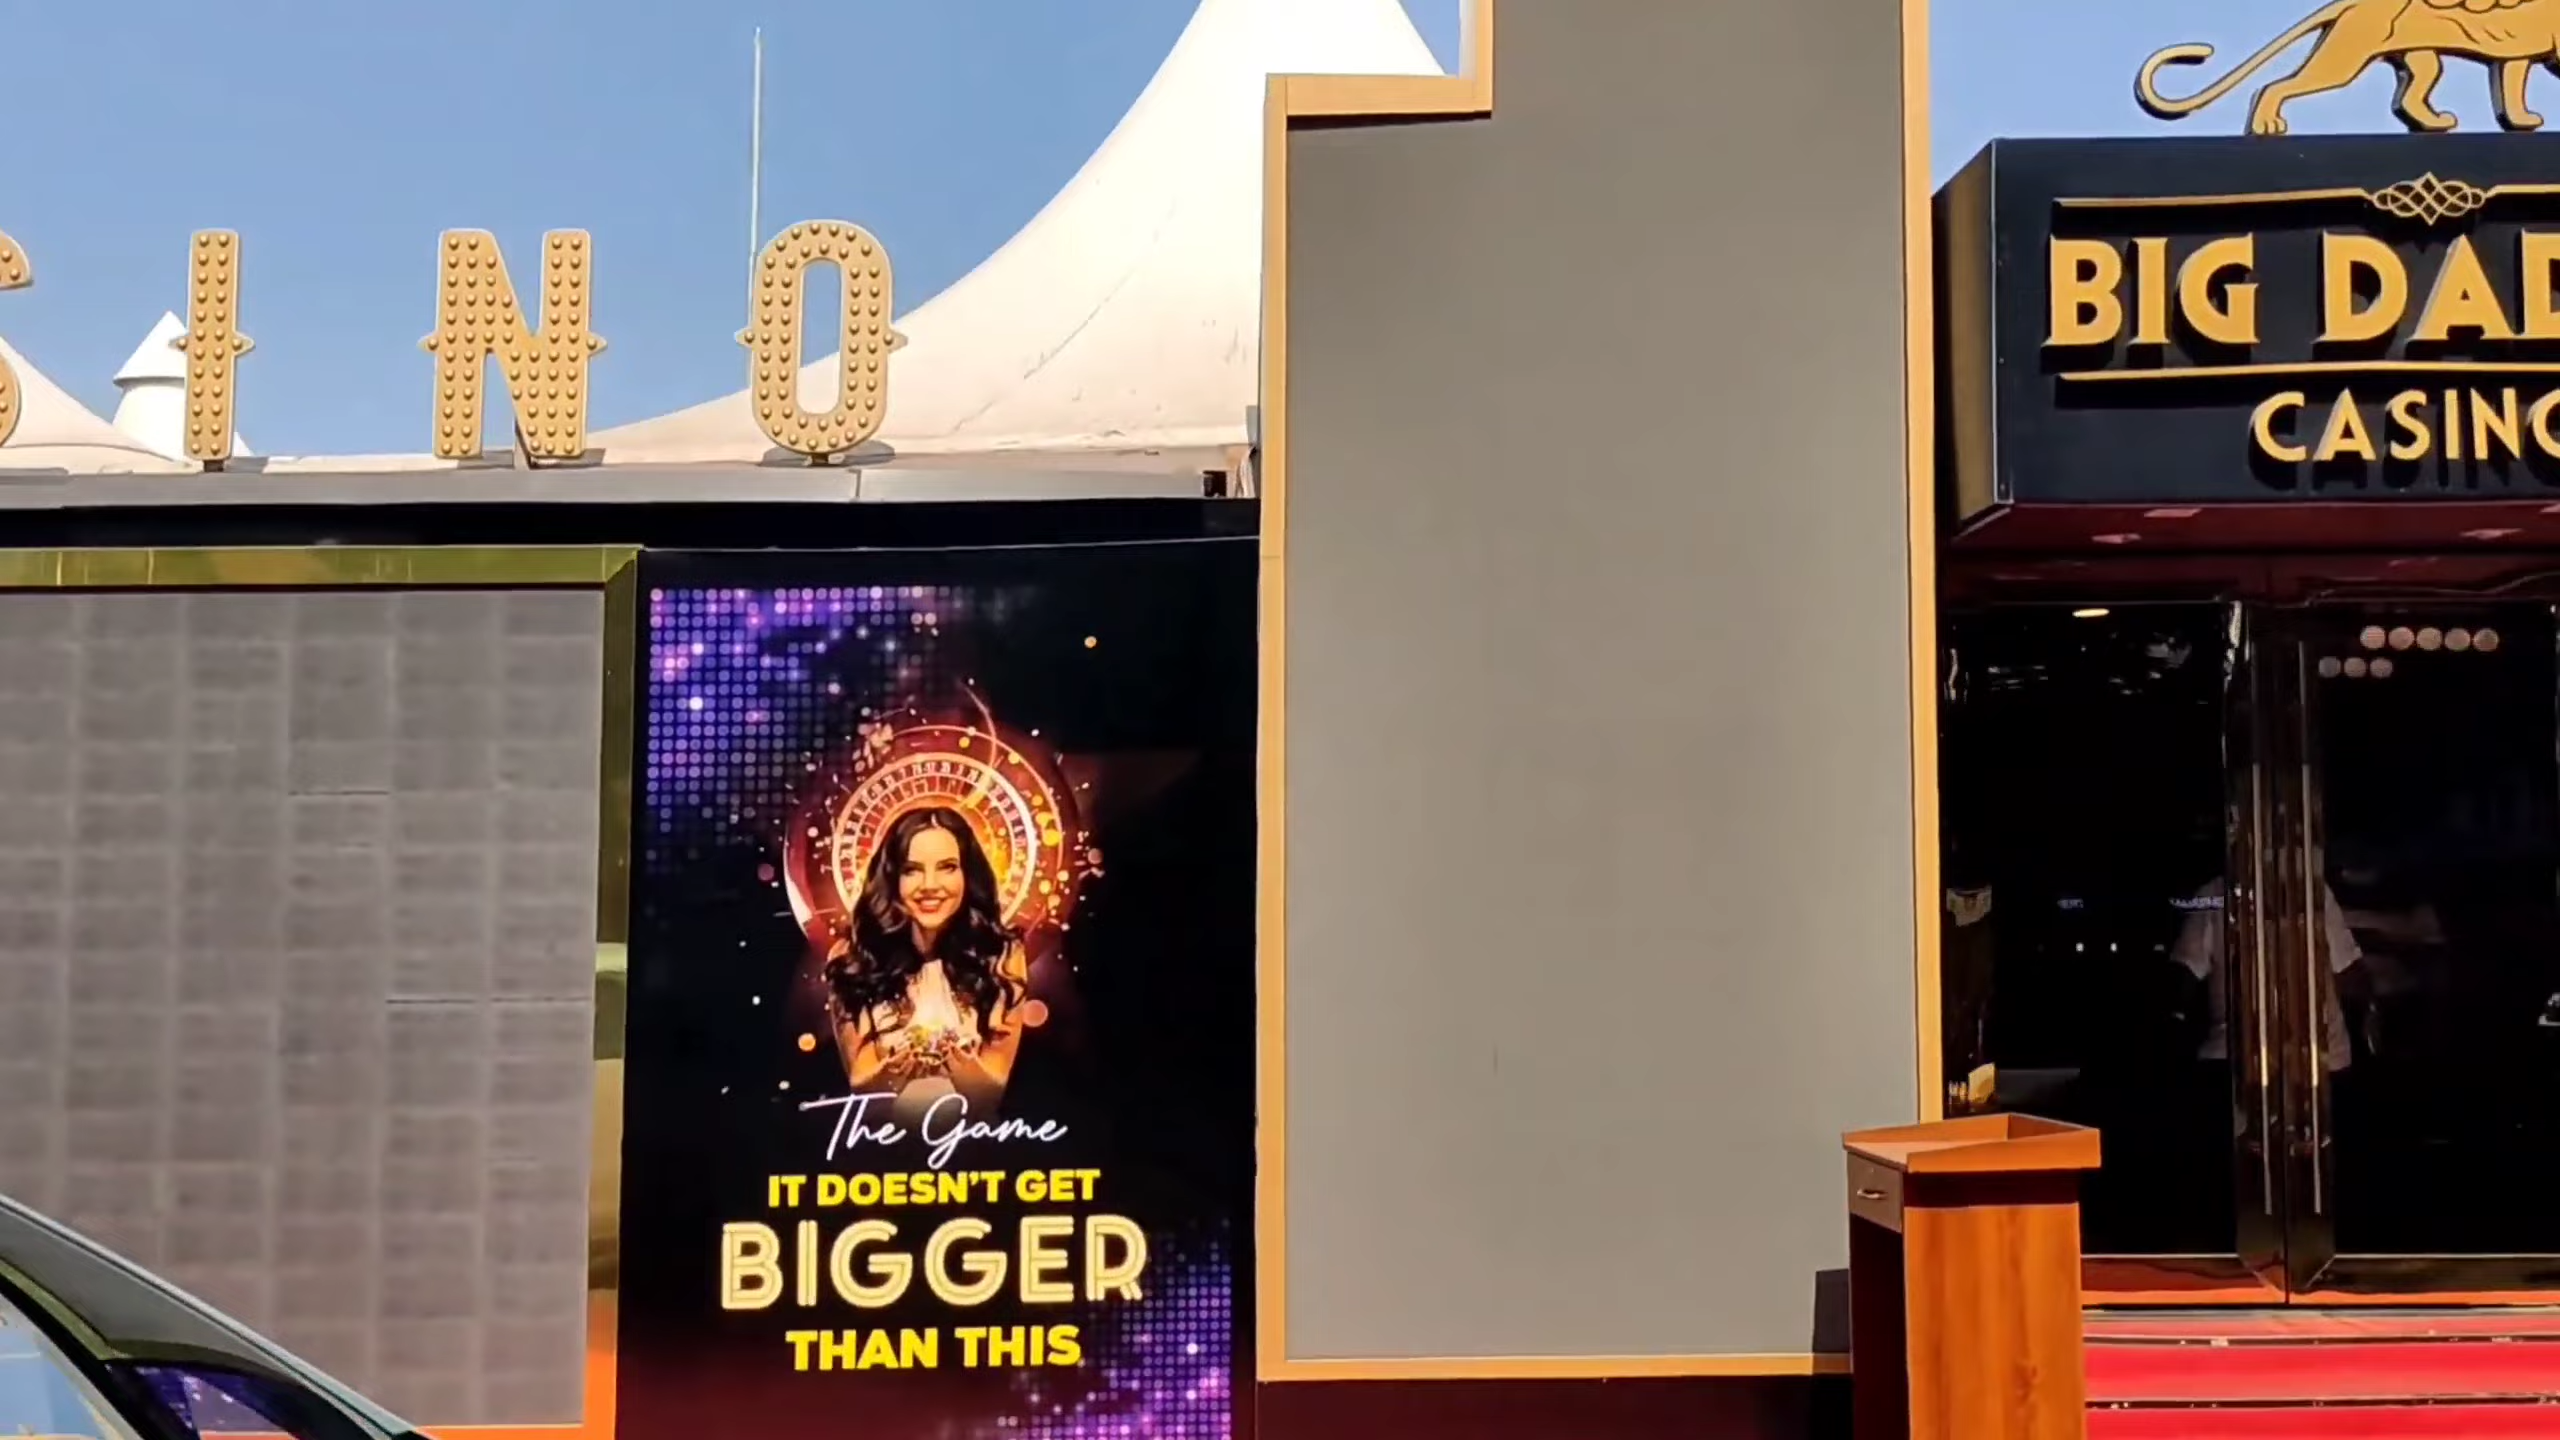 SINO
The Game
IT DOESN'T GET
BIGGER
THAN THIS
BIG DAD
CASINO